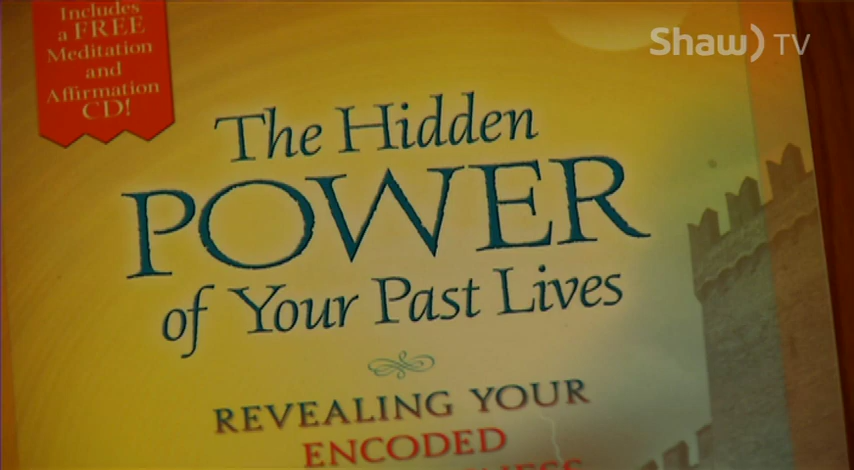 Includes
a FREE
Meditation
and
Affirmation
CD!
Shaw) TV
The Hidden
POWER
of Your Past Lives
REVEALING YOUR
ENCODED